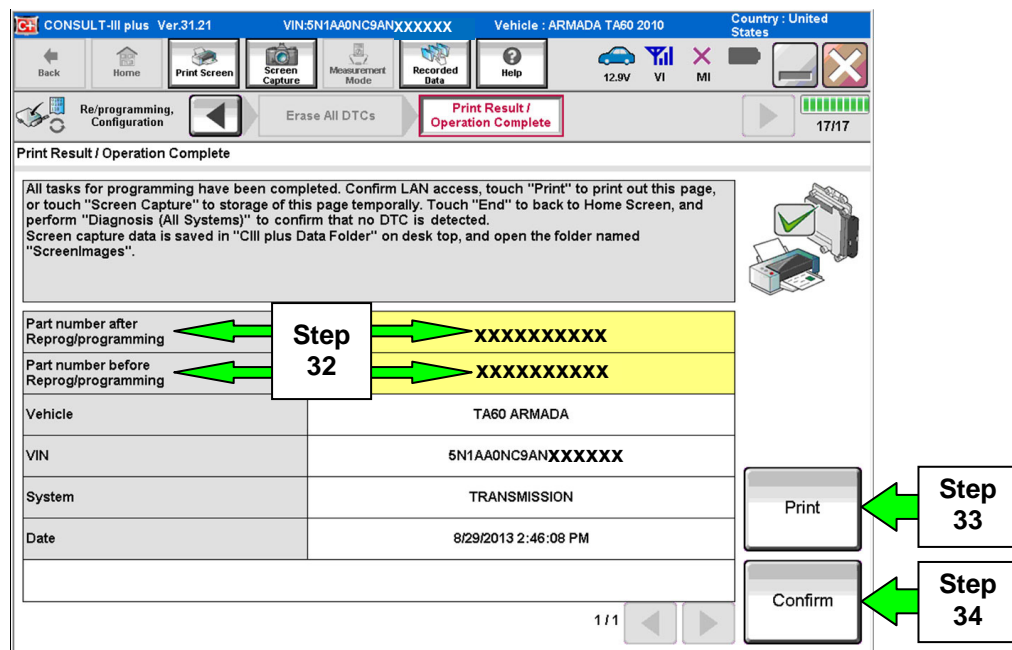 C+ CONSULT-III plus Ver.31.21 VIN:5N1AA0NC9ANXXXXXX Vehicle : ARMADA TA60 2010 Country : United
States
Back Home Print Screen Screen
Capture Measurement
Mode Recorded
Data Help 12.9V VI MI
Re/programming,
Configuration Erase All DTCs Print Result /
Operation Complete 17/17
Print Result / Operation Complete
All tasks for programming have been completed. Confirm LAN access, touch "Print" to print out this page,
or touch "Screen Capture" to storage of this page temporally. Touch "End" to back to Home Screen, and
perform "Diagnosis (All Systems)" to confirm that no DTC is detected.
Screen capture data is saved in "CIII plus Data Folder" on desk top, and open the folder named
"ScreenImages".
Part number after
Reprog/programming
XXXXXXXXXX
Step
32
Part number before
Reprog/programming
XXXXXXXXXX
Vehicle TA60 ARMADA
VIN 5N1AA0NC9ANXXXXXX
System TRANSMISSION
Date 8/29/2013 2:46:08 PM
Print
Step
33
Confirm
Step
34
1/1